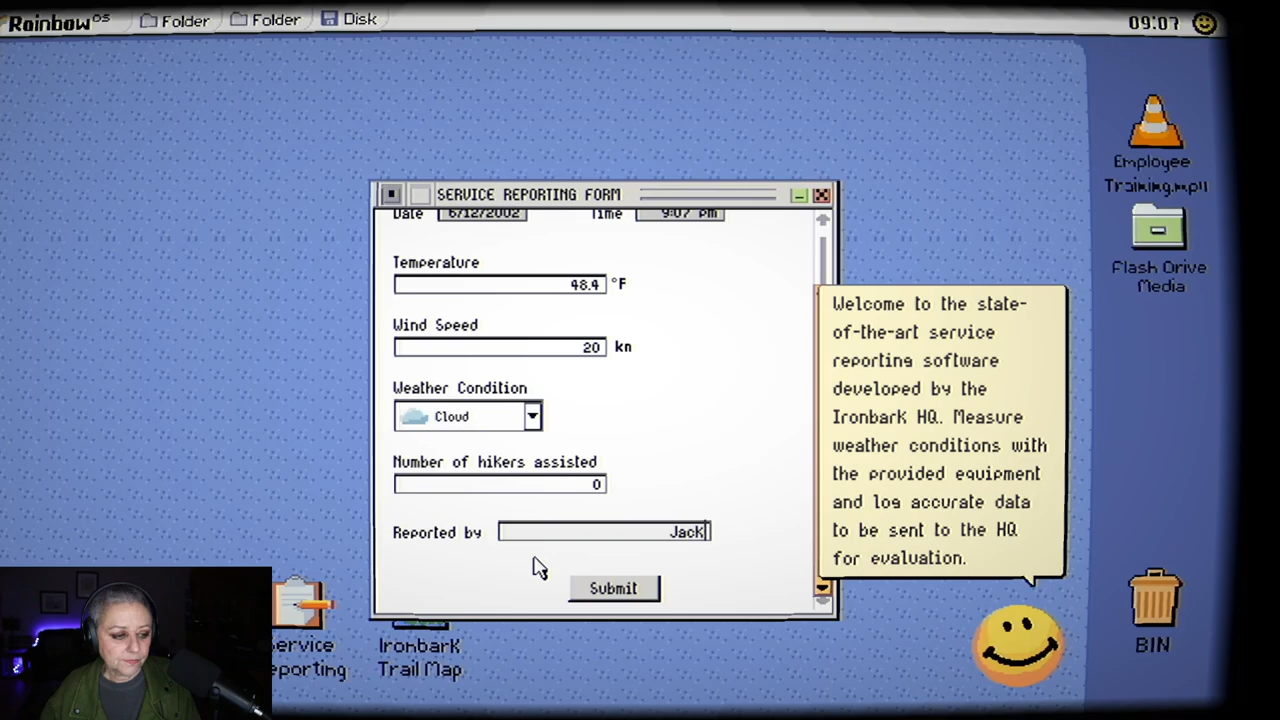 RainbowOS
Folder
Folder
Disk
09:07
Employee
Training.mp4
Flash Drive
Media
SERVICE REPORTING FORM
Date 6/12/2002 Time 9:07 pm
Temperature
48.4 °F
Wind Speed
20 kn
Weather Condition
Cloud
Number of hikers assisted
0
Reported by Jack
Submit
Welcome to the state-
of-the-art service
reporting software
developed by the
Ironbark HQ. Measure
weather conditions with
the provided equipment
and log accurate data
to be sent to the HQ
for evaluation.
Service
Reporting
Ironbark
Trail Map
BIN